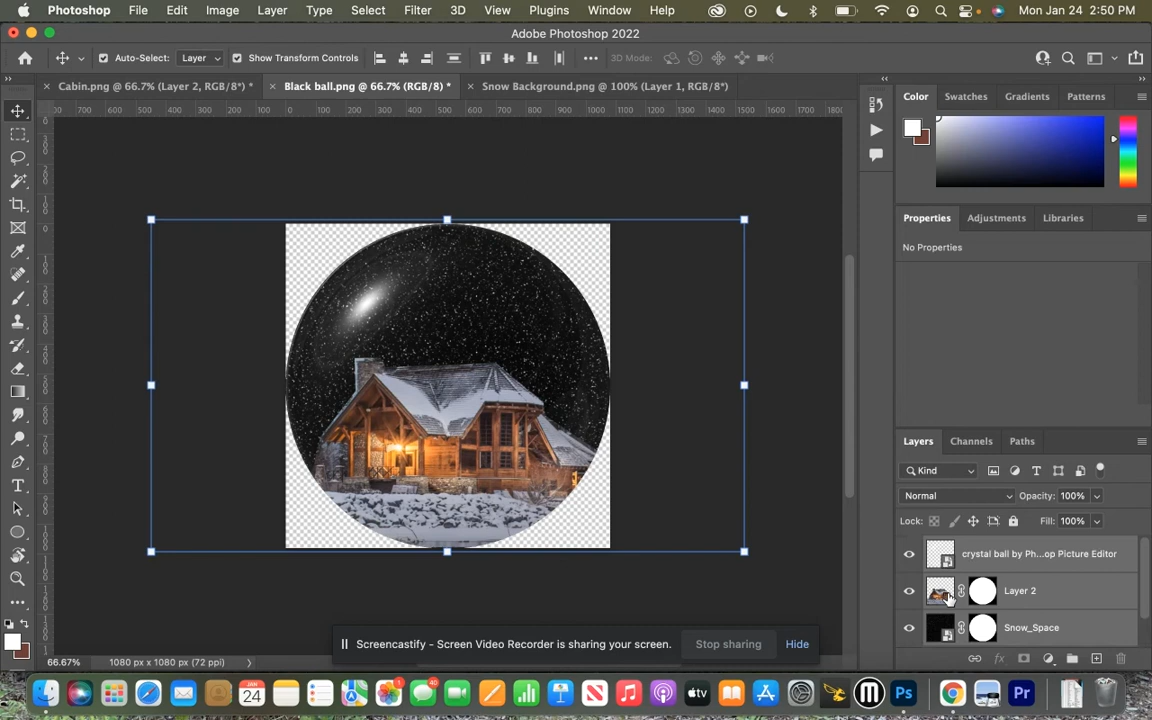 Photoshop File Edit Image Layer Type Select Filter 3D View Plugins Window Help Mon Jan 24 2:50 PM
Adobe Photoshop 2022
Auto-Select: Layer Show Transform Controls 3D Mode:
Cabin.png @ 66.7% (Layer 2, RGB/8*) * Black ball.png @ 66.7% (RGB/8) * Snow Background.png @ 100% (Layer 1, RGB/8*)
Color Swatches Gradients Patterns
Properties Adjustments Libraries
No Properties
Layers Channels Paths
Kind
Normal Opacity: 100%
Lock: Fill: 100%
crystal ball by Ph...op Picture Editor
Layer 2
Snow_Space
Screencastify - Screen Video Recorder is sharing your screen. Stop sharing Hide
66.67% 1080 px x 1080 px (72 ppi)